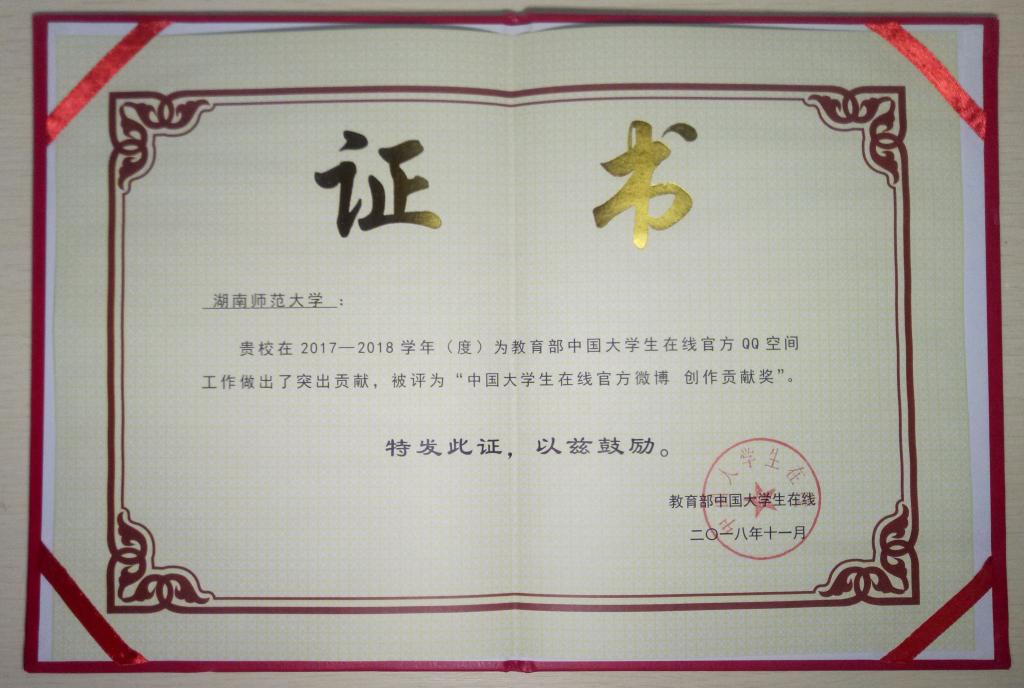 证 书
湖南师范大学 ：
贵校在 2017—2018 学年（度）为教育部中国大学生在线官方 QQ 空间
工作做出了突出贡献，被评为“中国大学生在线官方微博 创作贡献奖”。
特发此证，以兹鼓励。
教育部中国大学生在线
二〇一八年十一月